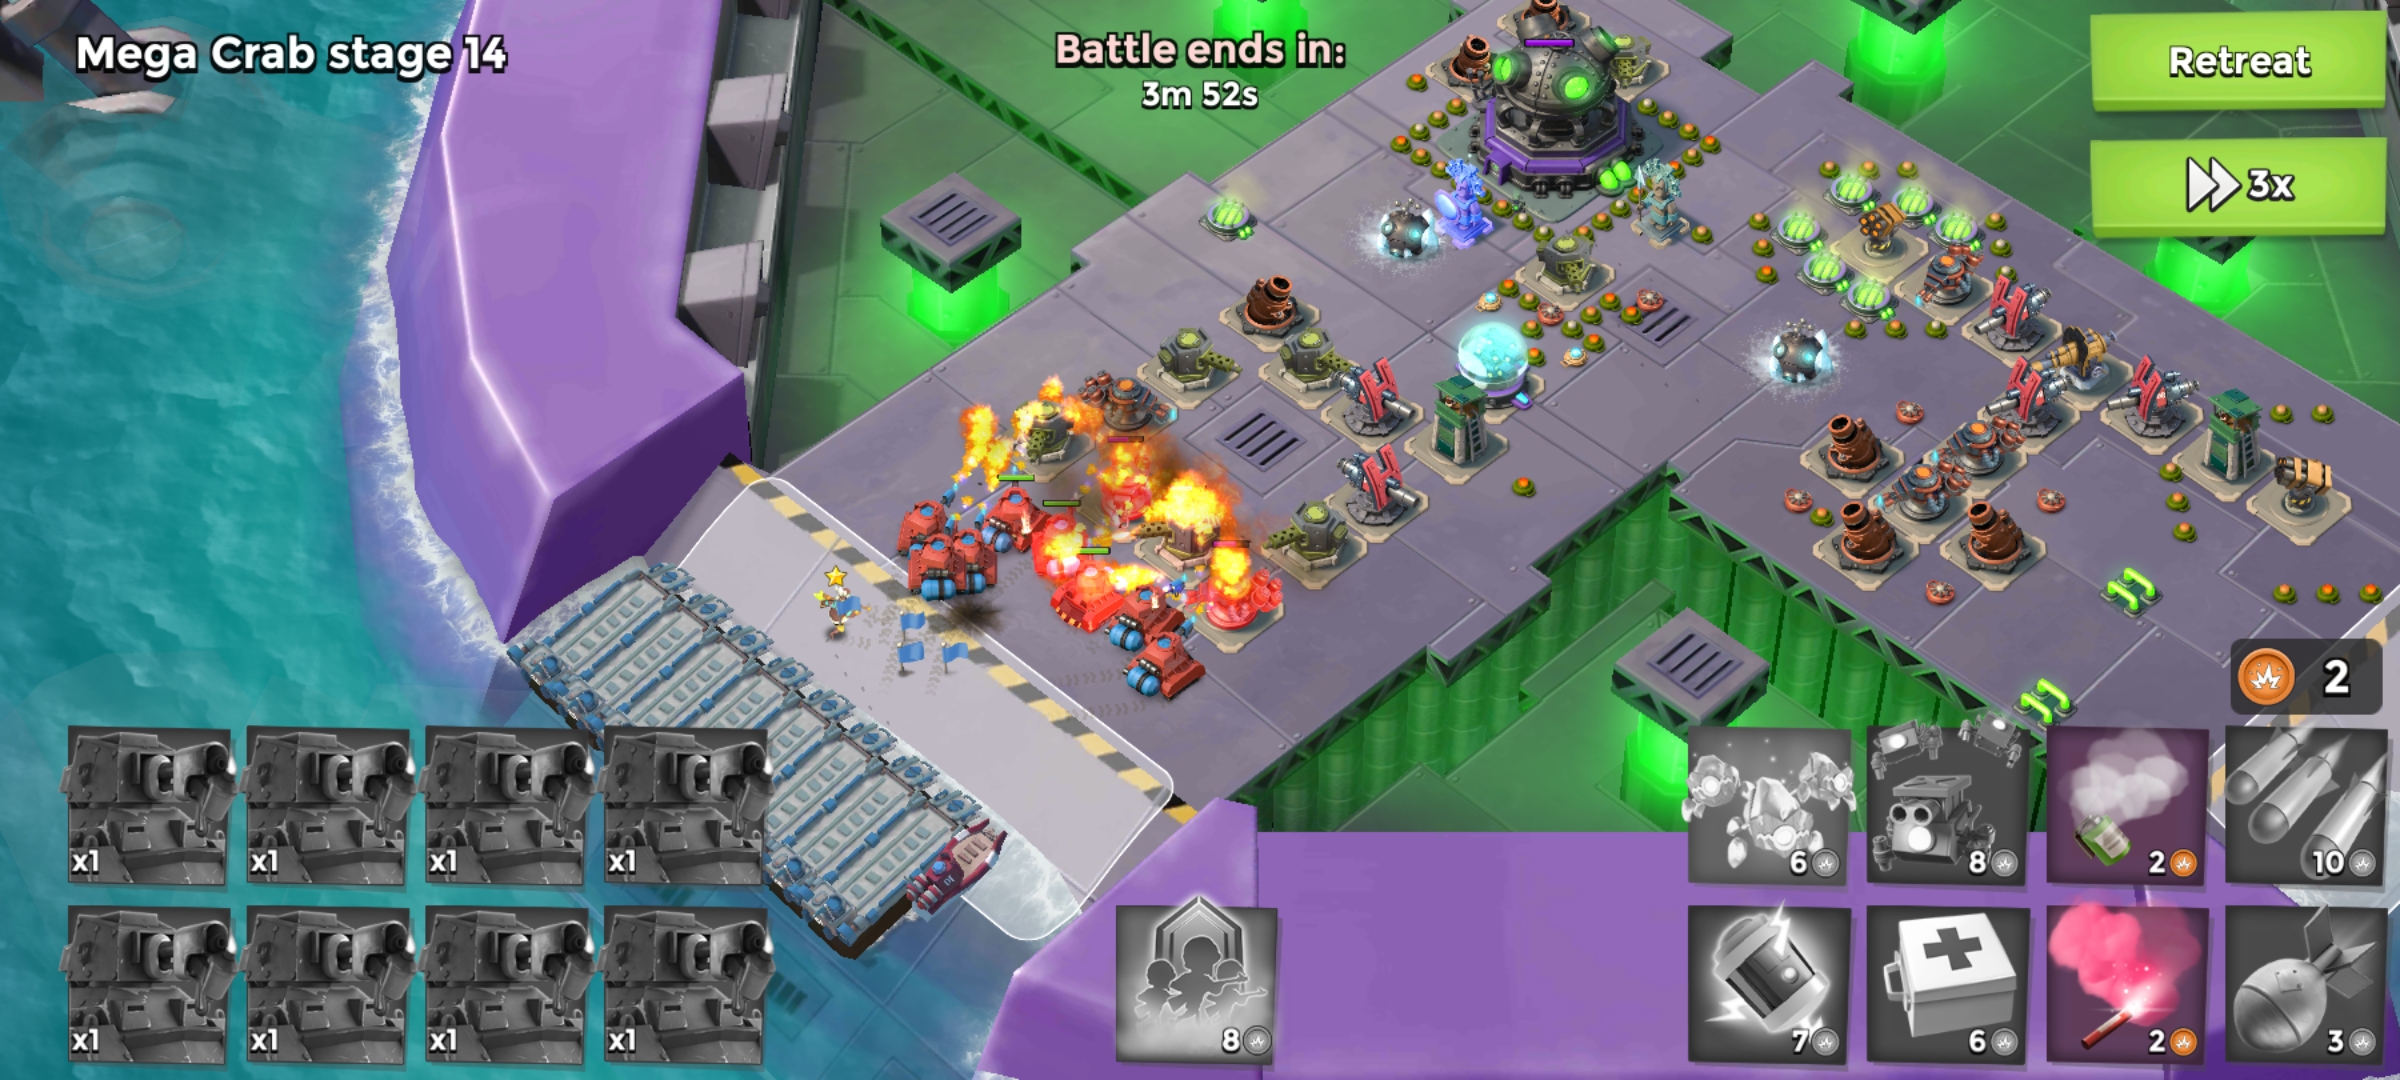 Mega Crab stage 14
Battle ends in:
3m 52s
Retreat
3x
2
x1
x1
x1
x1
6
8
2
10
x1
x1
x1
x1
8
7
6
2
3